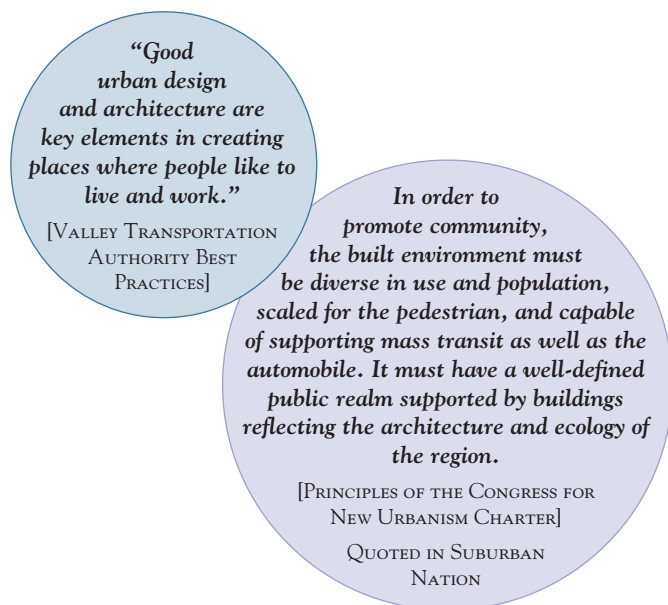 “Good
urban design
and architecture are
key elements in creating
places where people like to
live and work.”
[Valley Transportation
Authority Best
Practices]
In order to
promote community,
the built environment must
be diverse in use and population,
scaled for the pedestrian, and capable
of supporting mass transit as well as the
automobile. It must have a well-defined
public realm supported by buildings
reflecting the architecture and ecology of
the region.
[Principles of the Congress for
New Urbanism Charter]
Quoted in Suburban
Nation